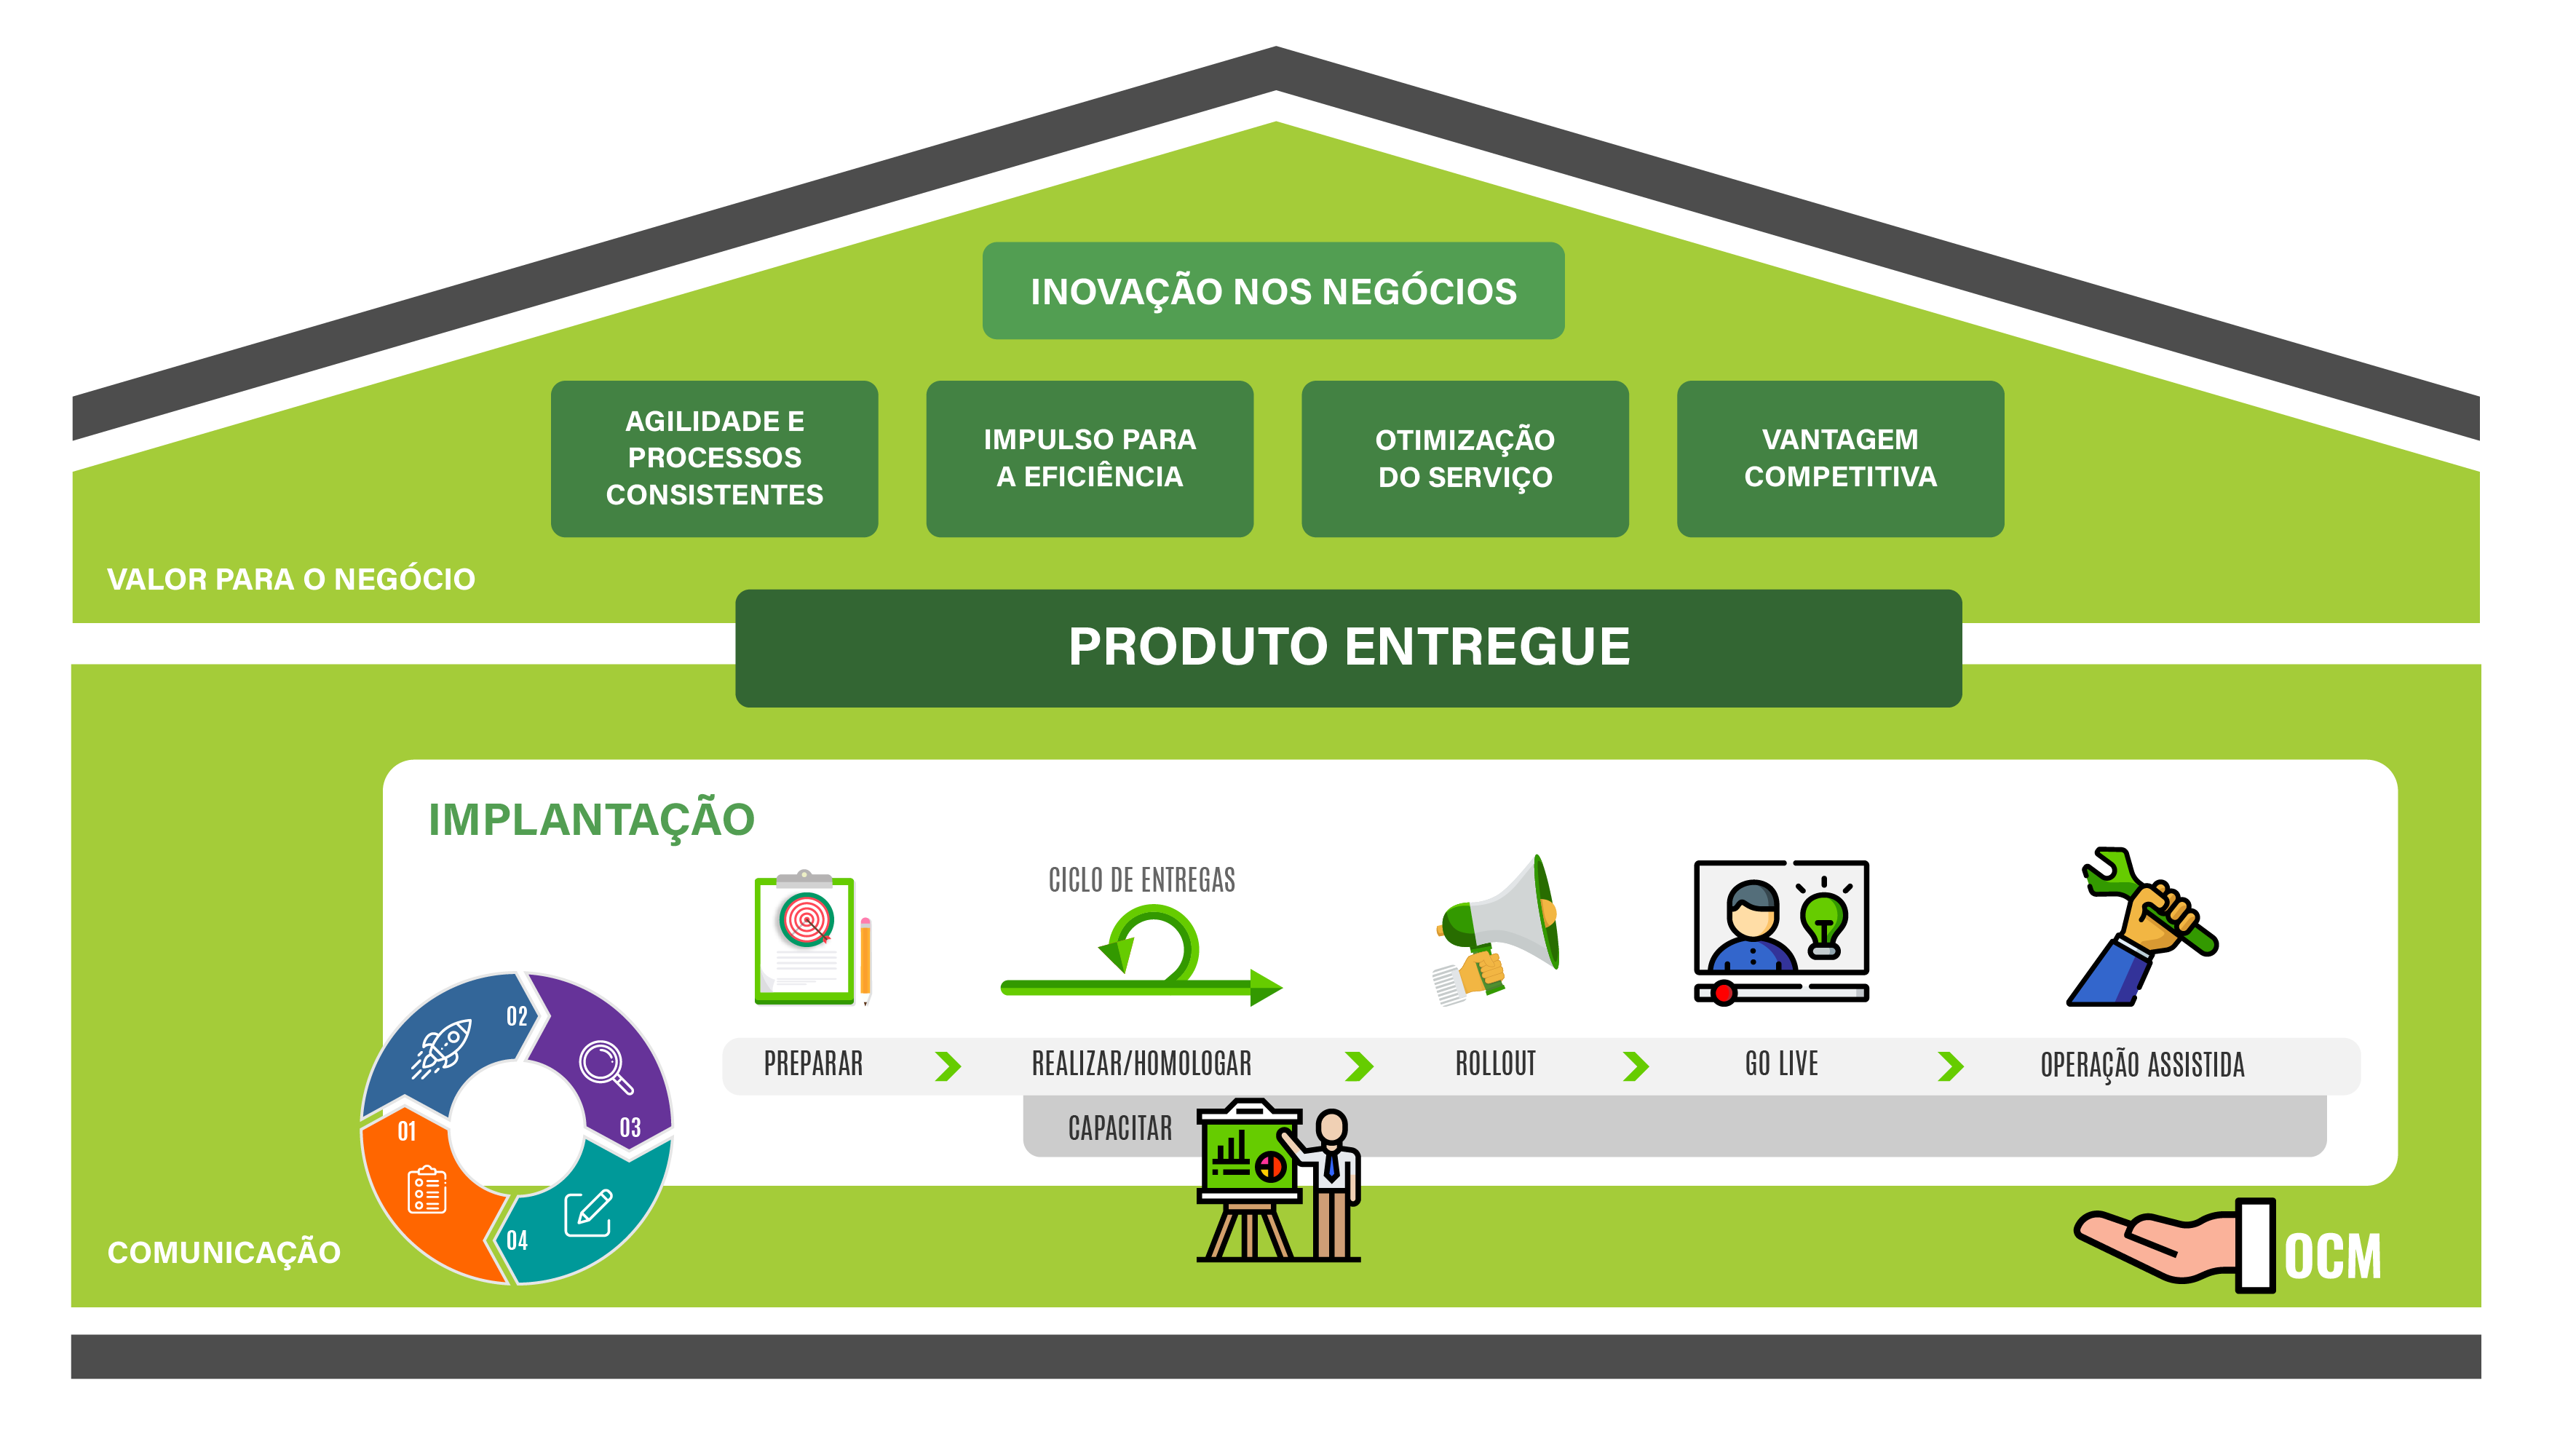 INOVAÇÃO NOS NEGÓCIOS
AGILIDADE E
PROCESSOS
CONSISTENTES
IMPULSO PARA
A EFICIÊNCIA
OTIMIZAÇÃO
DO SERVIÇO
VANTAGEM
COMPETITIVA
VALOR PARA O NEGÓCIO
PRODUTO ENTREGUE
IMPLANTAÇÃO
CICLO DE ENTREGAS
02
03
01
04
PREPARAR
REALIZAR/HOMOLOGAR
ROLLOUT
GO LIVE
OPERAÇÃO ASSISTIDA
CAPACITAR
COMUNICAÇÃO
OCM